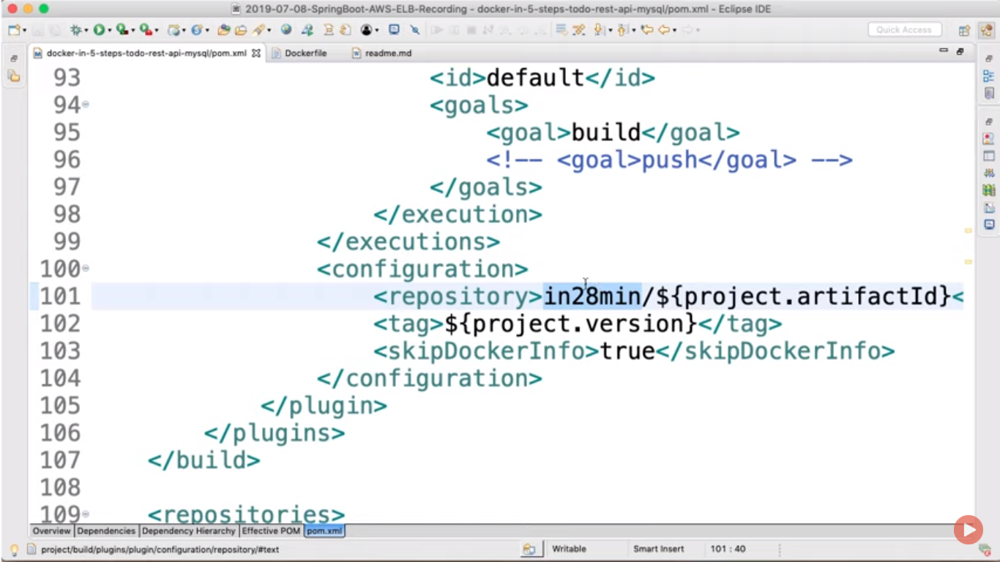 2019-07-08-SpringBoot-AWS-ELB-Recording - docker-in-5-steps-todo-rest-api-mysql/pom.xml - Eclipse IDE
Quick Access
docker-in-5-steps-todo-rest-api-mysql/pom.xml Dockerfile readme.md
93 <id>default</id>
94 <goals>
95 <goal>build</goal>
96 <!-- <goal>push</goal> -->
97 </goals>
98 </execution>
99 </executions>
100 <configuration>
101 <repository>in28min/${project.artifactId}<
102 <tag>${project.version}</tag>
103 <skipDockerInfo>true</skipDockerInfo>
104 </configuration>
105 </plugin>
106 </plugins>
107 </build>
108
109 <repositories>
Overview Dependencies Dependency Hierarchy Effective POM pom.xml
project/build/plugins/plugin/configuration/repository/#text Writable Smart Insert 101 : 40